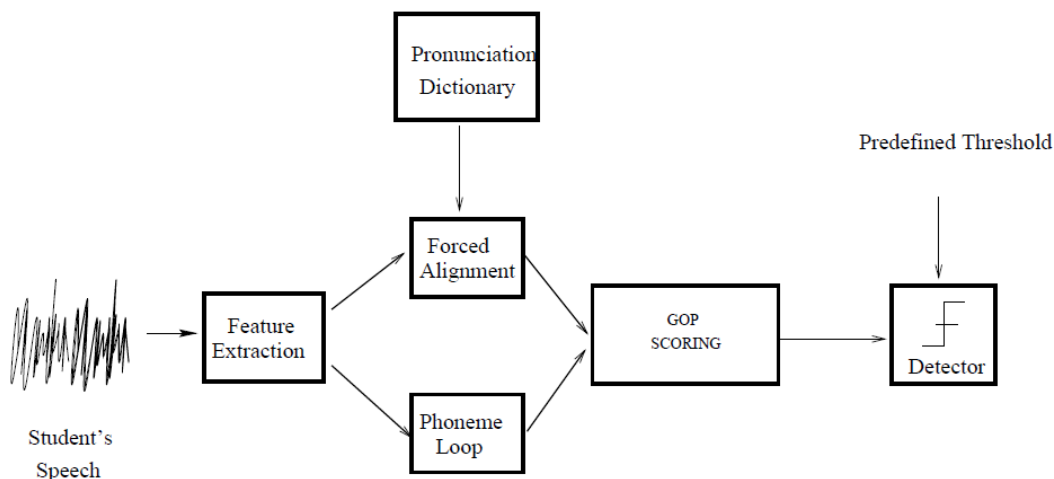 Pronunciation
Dictionary
Predefined Threshold
Forced
Alignment
Feature
Extraction
GOP
SCORING
Detector
Phoneme
Loop
Student's
Speech